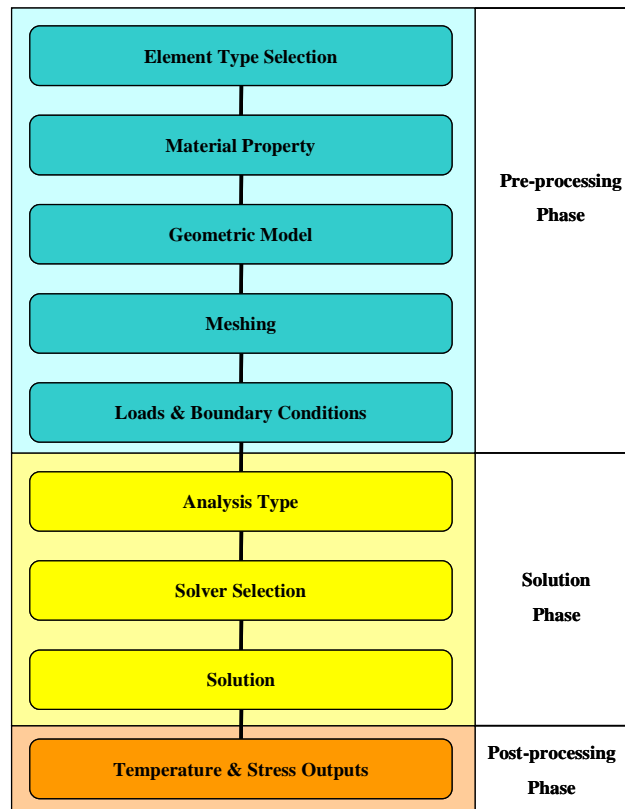 Element Type Selection
Material Property
Geometric Model
Meshing
Loads & Boundary Conditions
Pre-processing
Phase
Analysis Type
Solver Selection
Solution
Solution
Phase
Temperature & Stress Outputs
Post-processing
Phase